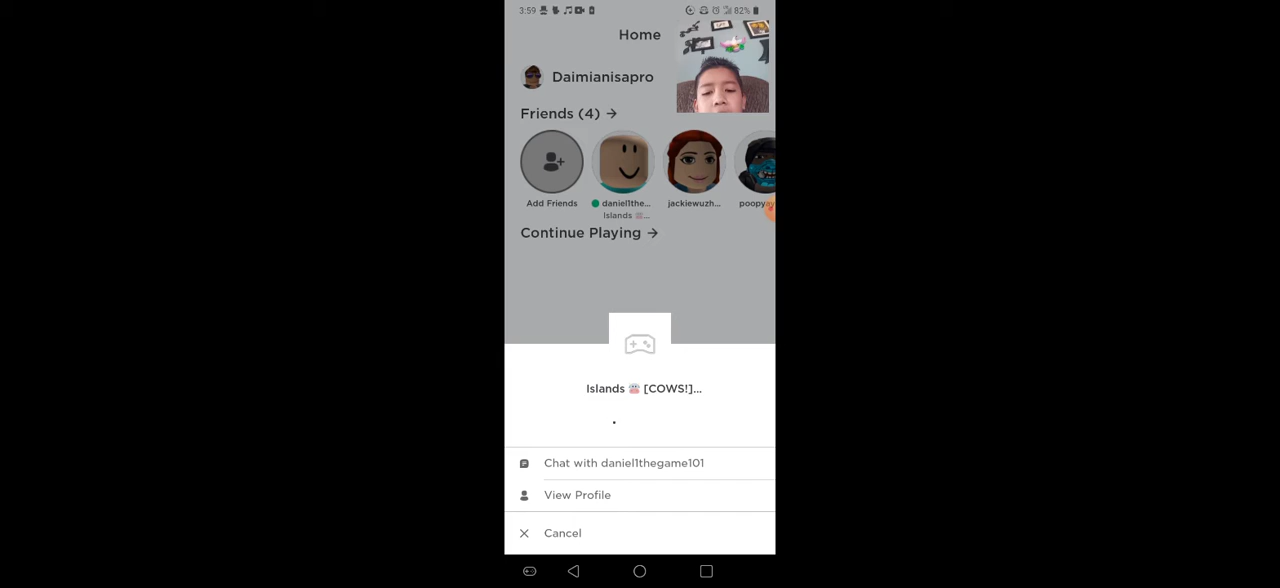 3:59 82%
Home
Daimianisapro
Friends (4) →
Add Friends daniel1the... jackiewuzh...
Islands 🐮...
Continue Playing →
Islands 🐮 [COWS!]...
Chat with daniel1thegame101
View Profile
Cancel